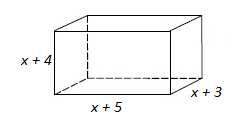 x + 4
x + 3
x + 5